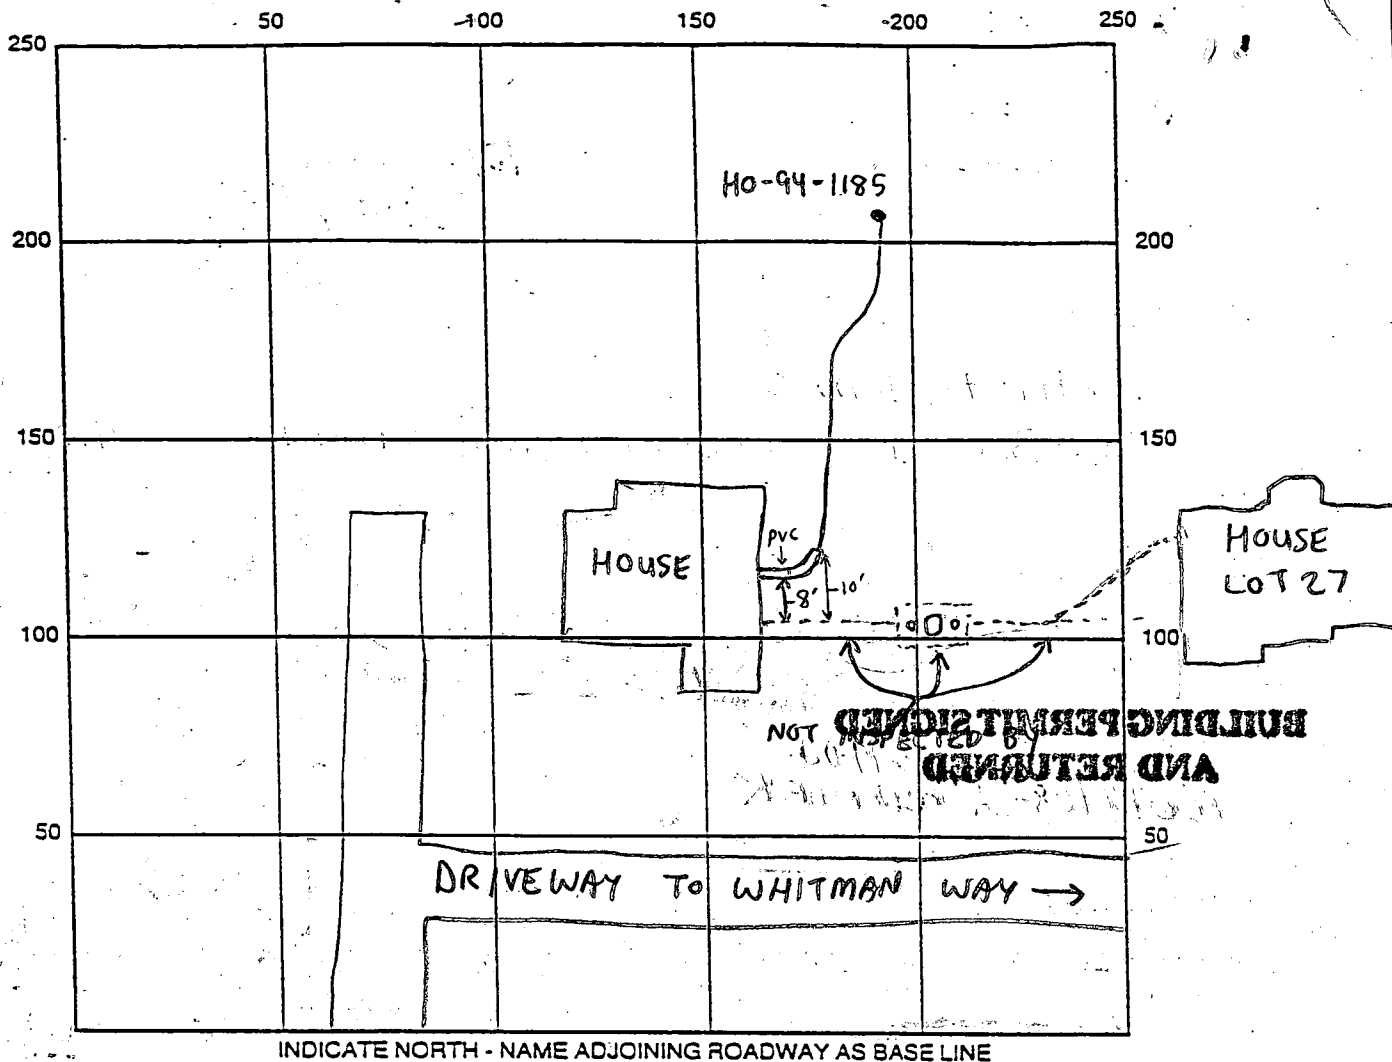 50 100 150 200 250
250
HO-94-1185
200 200
150 150
HOUSE
PVC
8' 10'
HOUSE
LOT 27
100 100
NOT INSPECTED BY
BUILDING PERMIT SIGNED
AND RETURNED
50 50
DRIVEWAY TO WHITMAN WAY →
INDICATE NORTH - NAME ADJOINING ROADWAY AS BASE LINE